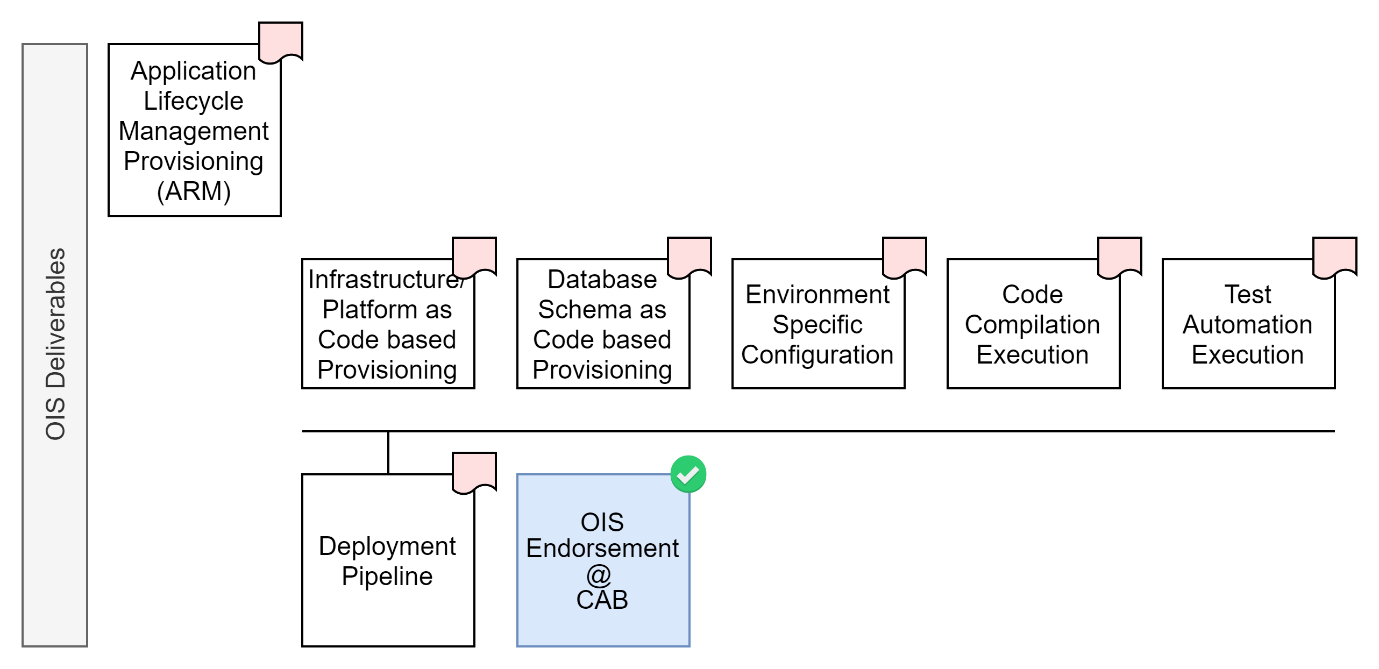 OIS Deliverables
Application
Lifecycle
Management
Provisioning
(ARM)
Infrastructure/
Platform as
Code based
Provisioning
Database
Schema as
Code based
Provisioning
Environment
Specific
Configuration
Code
Compilation
Execution
Test
Automation
Execution
Deployment
Pipeline
OIS
Endorsement
@
CAB